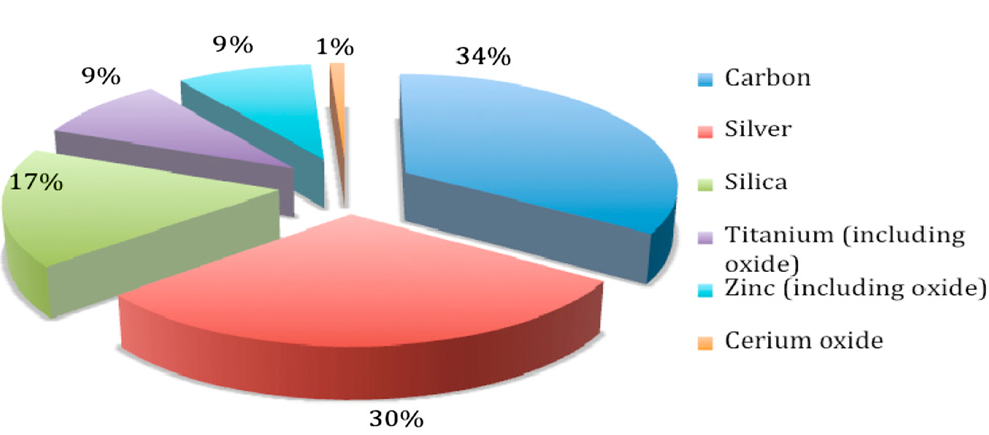 9%
1%
34%
9%
17%
30%
Carbon
Silver
Silica
Titanium (including
oxide)
Zinc (including oxide)
Cerium oxide